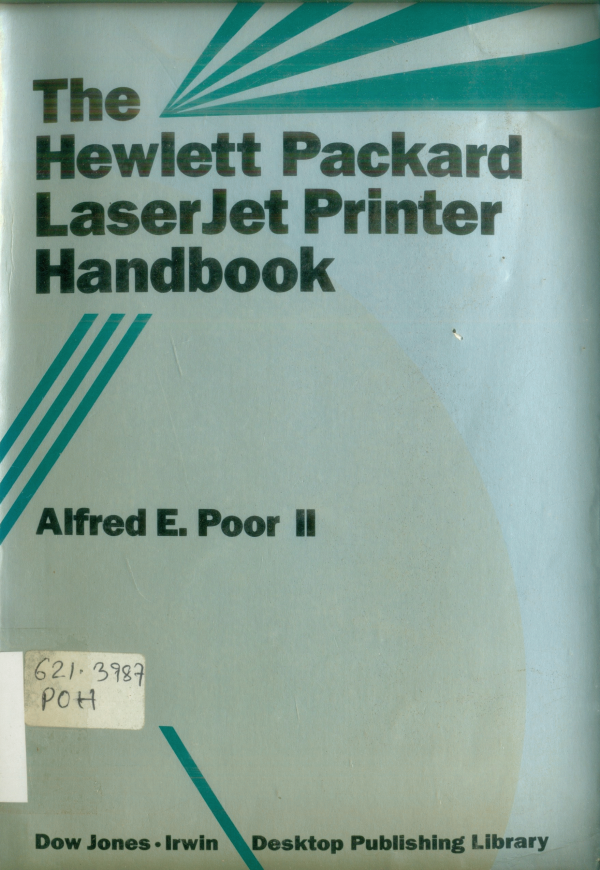 The
Hewlett Packard
LaserJet Printer
Handbook
Alfred E. Poor II
621.3987
POH
Dow Jones•Irwin Desktop Publishing Library